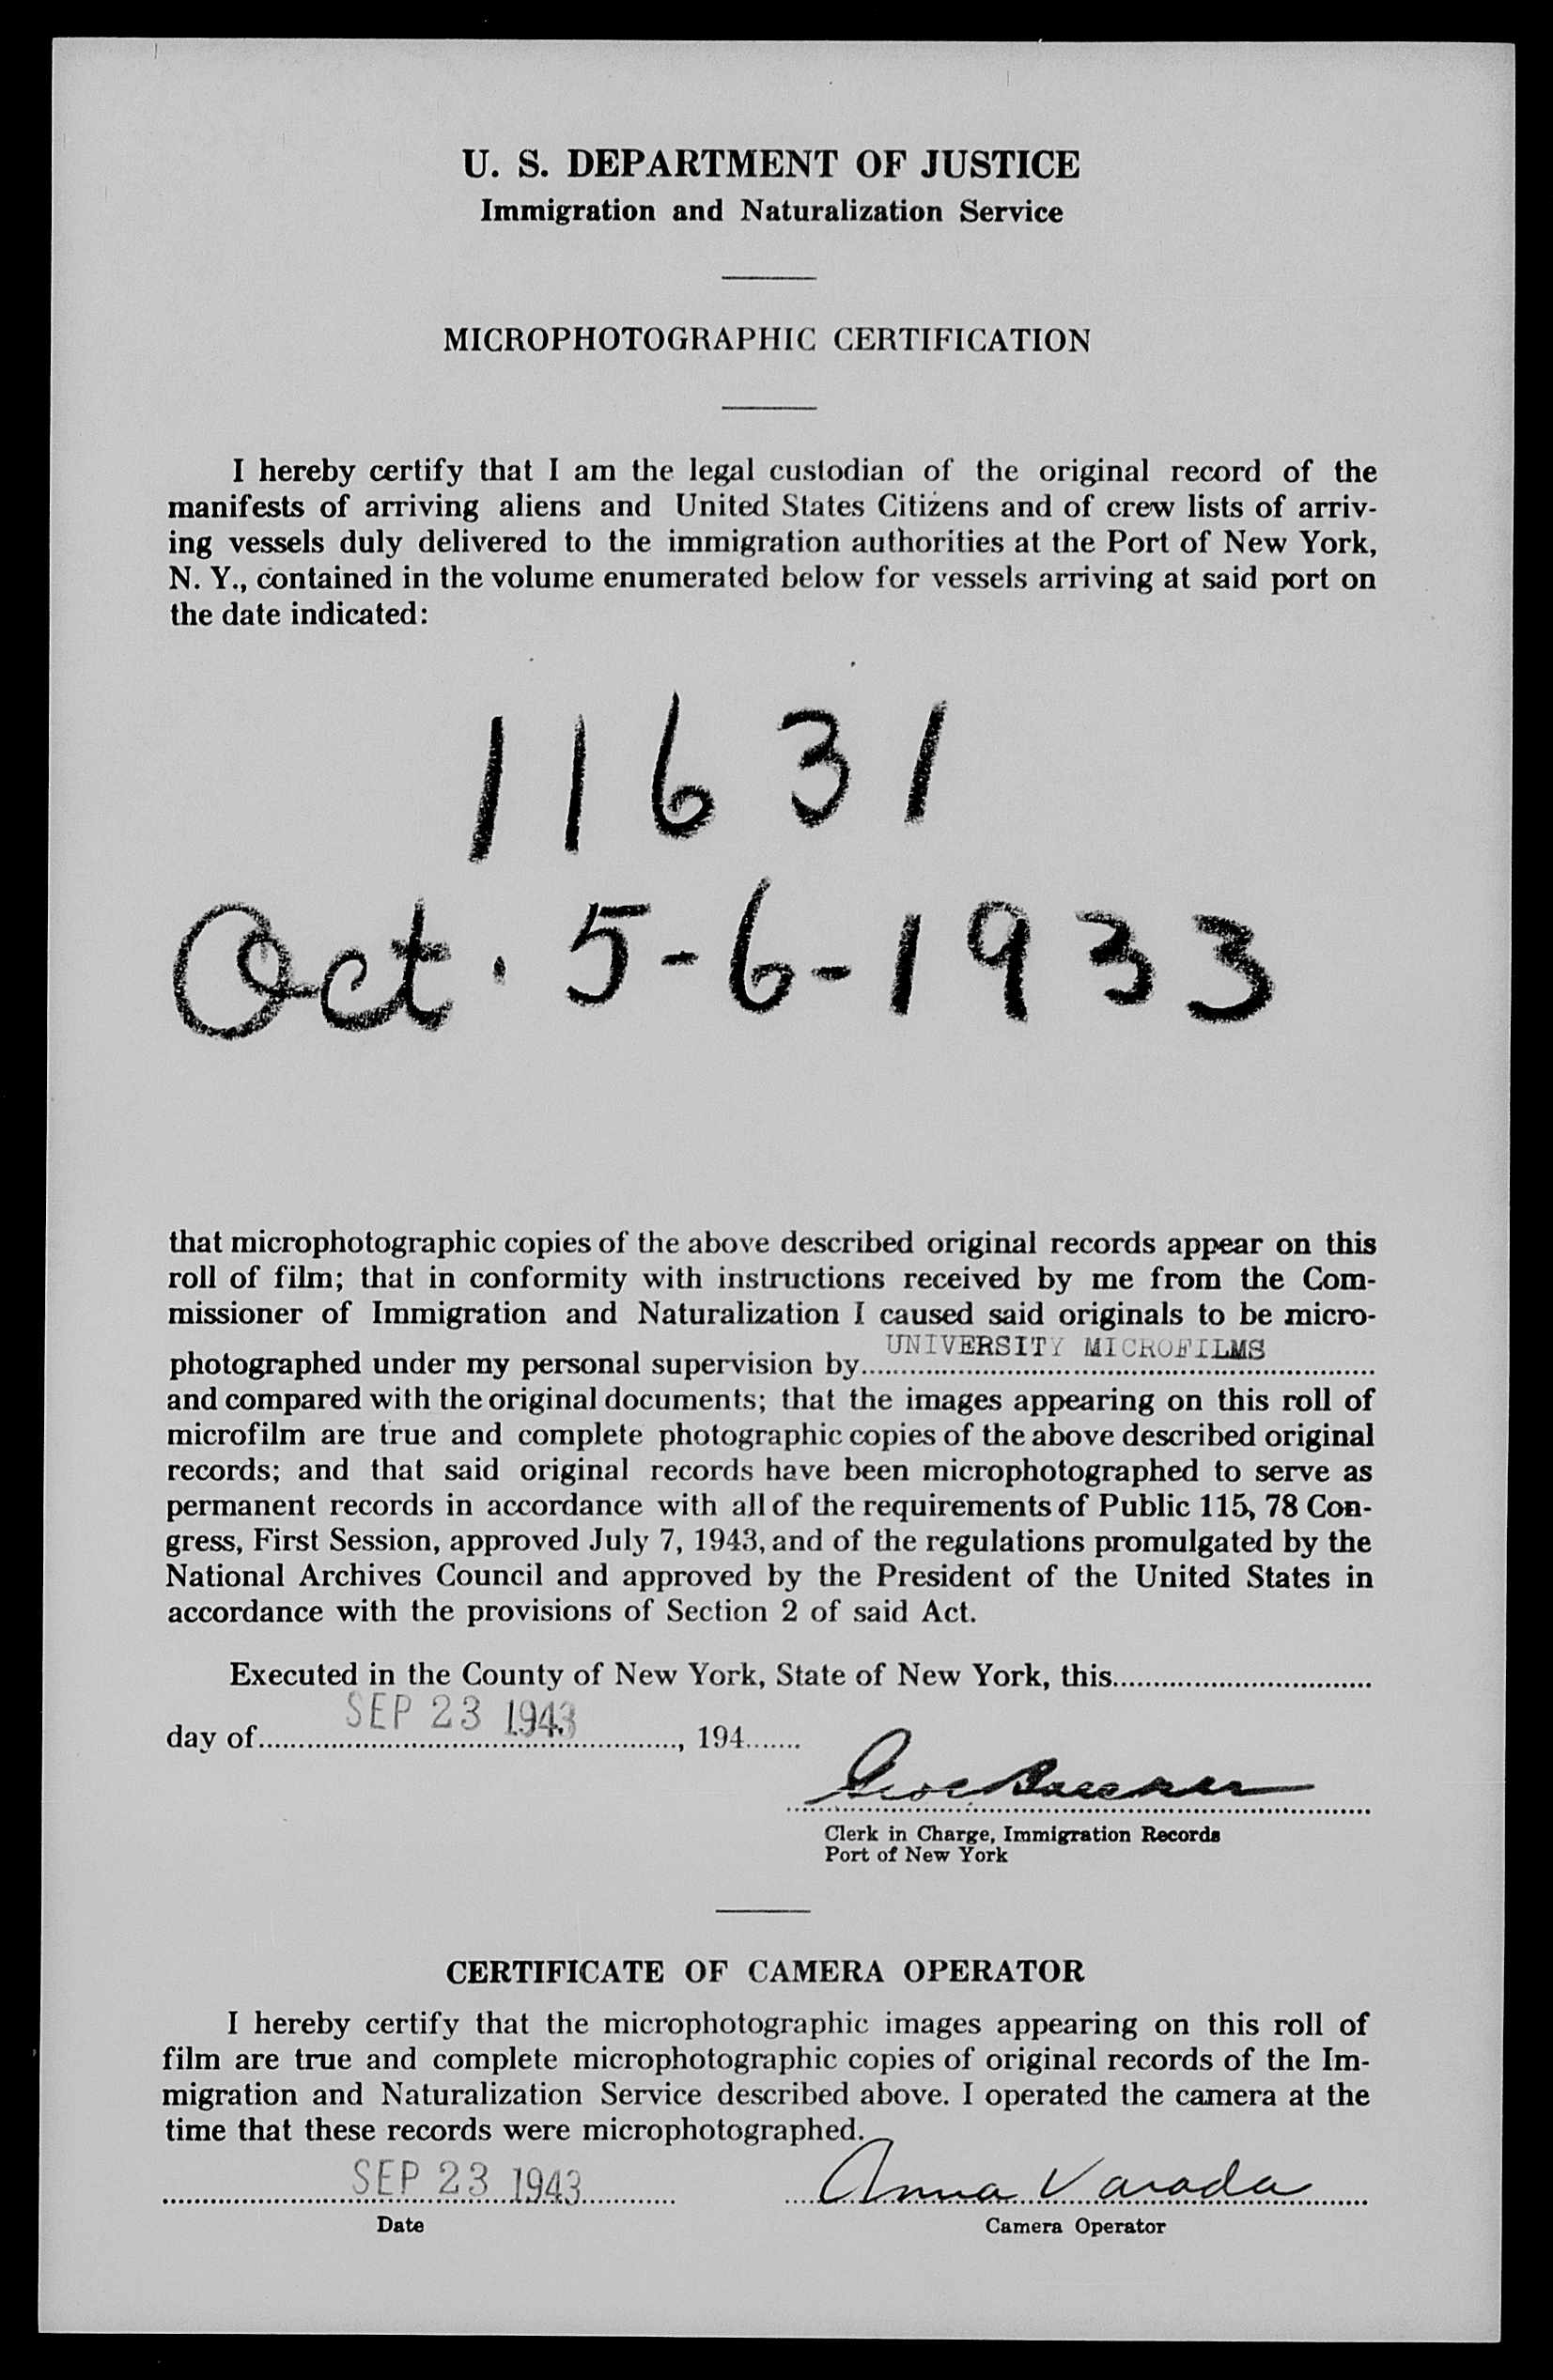 U. S. DEPARTMENT OF JUSTICE
Immigration and Naturalization Service
MICROPHOTOGRAPHIC CERTIFICATION
I hereby certify that I am the legal custodian of the original record of the
manifests of arriving aliens and United States Citizens and of crew lists of arriv-
ing vessels duly delivered to the immigration authorities at the Port of New York,
N. Y., contained in the volume enumerated below for vessels arriving at said port on
the date indicated:
11631
Oct. 5-6-1933
that microphotographic copies of the above described original records appear on this
roll of film; that in conformity with instructions received by me from the Com-
missioner of Immigration and Naturalization I caused said originals to be micro-
photographed under my personal supervision by UNIVERSITY MICROFILMS
and compared with the original documents; that the images appearing on this roll of
microfilm are true and complete photographic copies of the above described original
records; and that said original records have been microphotographed to serve as
permanent records in accordance with all of the requirements of Public 115, 78 Con-
gress, First Session, approved July 7, 1943, and of the regulations promulgated by the
National Archives Council and approved by the President of the United States in
accordance with the provisions of Section 2 of said Act.
Executed in the County of New York, State of New York, this
day of SEP 23 1943, 194
Clerk in Charge, Immigration Records
Port of New York
CERTIFICATE OF CAMERA OPERATOR
I hereby certify that the microphotographic images appearing on this roll of
film are true and complete microphotographic copies of original records of the Im-
migration and Naturalization Service described above. I operated the camera at the
time that these records were microphotographed.
SEP 23 1943 Anna Varada
Date Camera Operator